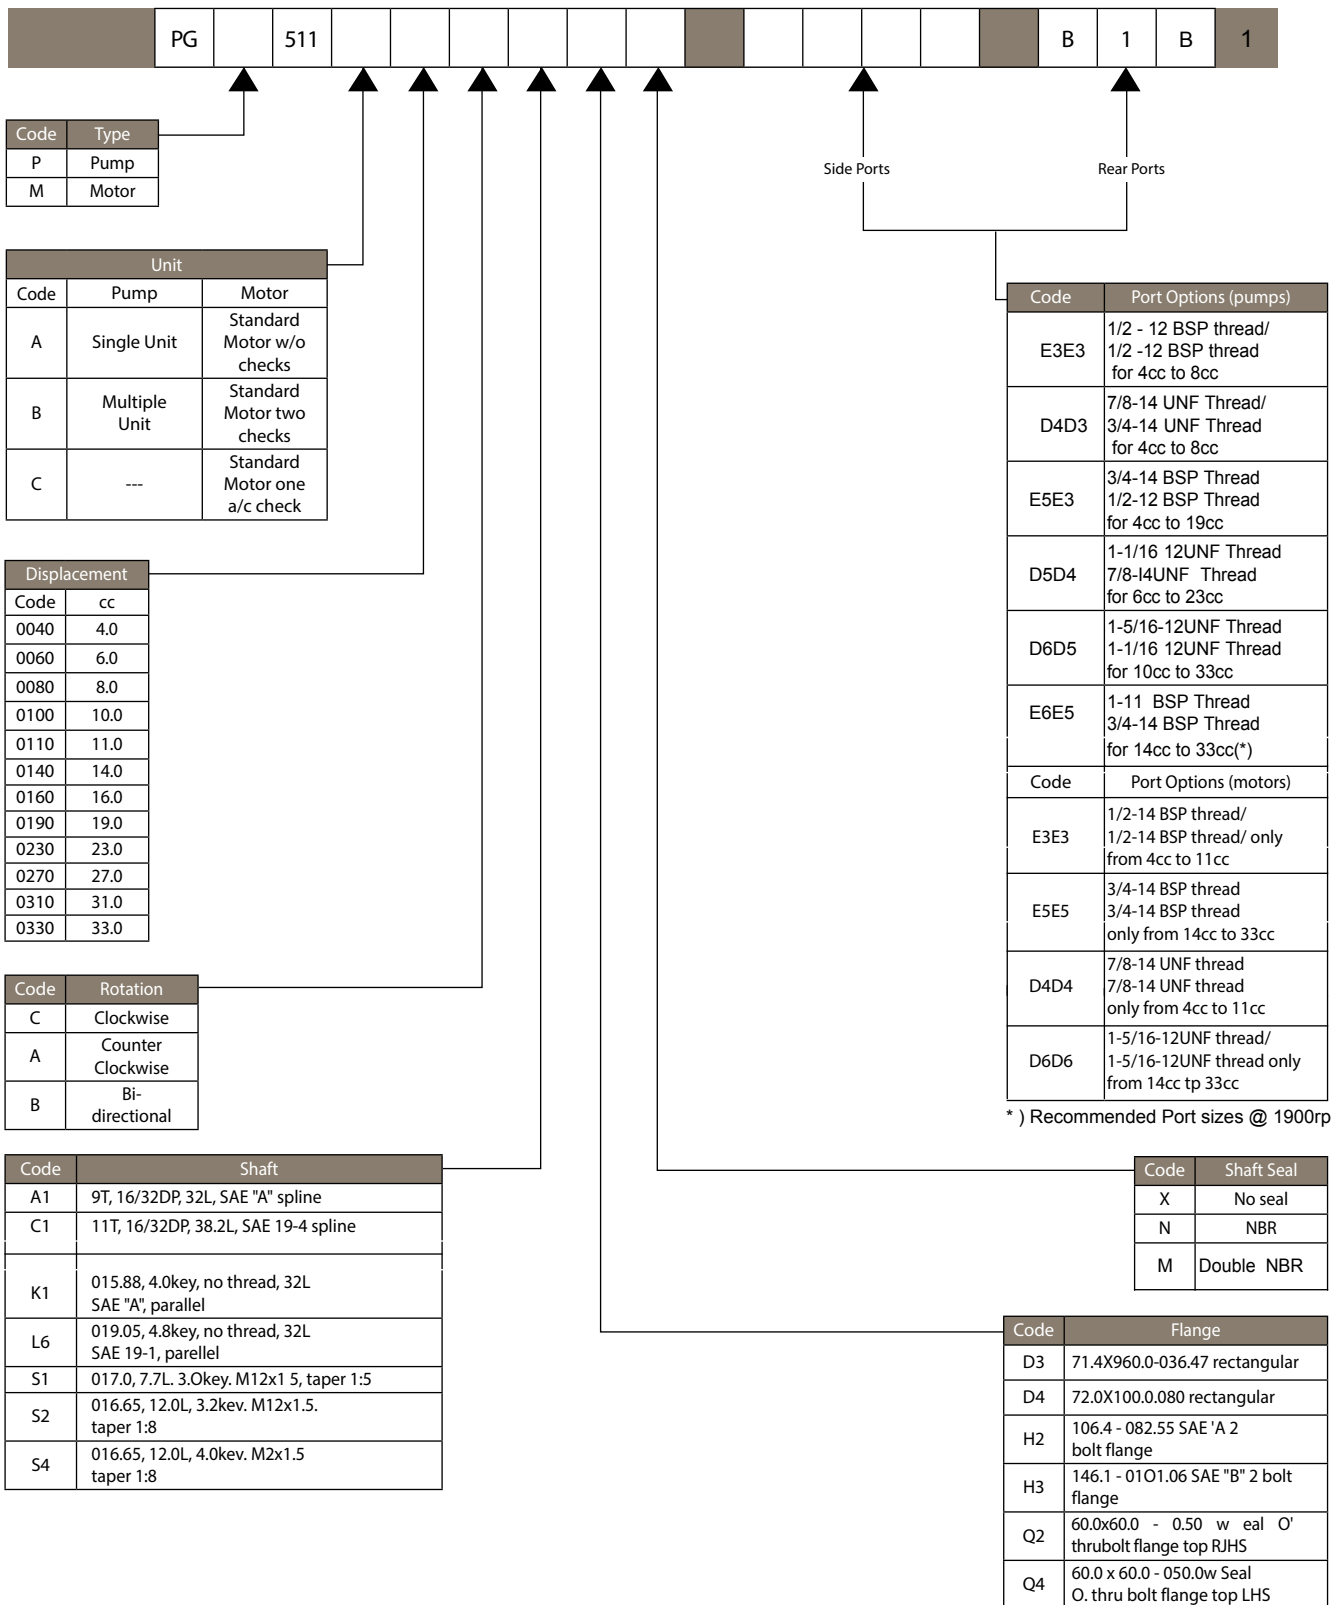 PG 511 B 1 B 1
Code Type
P Pump
M Motor
Side Ports
Rear Ports
Unit
Code Pump Motor
A Single Unit Standard Motor w/o checks
B Multiple Unit Standard Motor two checks
C --- Standard Motor one a/c check
Displacement
Code cc
0040 4.0
0060 6.0
0080 8.0
0100 10.0
0110 11.0
0140 14.0
0160 16.0
0190 19.0
0230 23.0
0270 27.0
0310 31.0
0330 33.0
Code Rotation
C Clockwise
A Counter Clockwise
B Bi-directional
Code Shaft
A1 9T, 16/32DP, 32L, SAE "A" spline
C1 11T, 16/32DP, 38.2L, SAE 19-4 spline
K1 015.88, 4.0key, no thread, 32L
SAE "A", parallel
L6 019.05, 4.8key, no thread, 32L
SAE 19-1, parellel
S1 017.0, 7.7L. 3.Okey. M12x1 5, taper 1:5
S2 016.65, 12.0L, 3.2kev. M12x1.5.
taper 1:8
S4 016.65, 12.0L, 4.0kev. M2x1.5
taper 1:8
Code Port Options (pumps)
E3E3 1/2 - 12 BSP thread/
1/2 -12 BSP thread
for 4cc to 8cc
D4D3 7/8-14 UNF Thread/
3/4-14 UNF Thread
for 4cc to 8cc
E5E3 3/4-14 BSP Thread
1/2-12 BSP Thread
for 4cc to 19cc
D5D4 1-1/16 12UNF Thread
7/8-I4UNF Thread
for 6cc to 23cc
D6D5 1-5/16-12UNF Thread
1-1/16 12UNF Thread
for 10cc to 33cc
E6E5 1-11 BSP Thread
3/4-14 BSP Thread
for 14cc to 33cc(*)
Code Port Options (motors)
E3E3 1/2-14 BSP thread/
1/2-14 BSP thread/ only
from 4cc to 11cc
E5E5 3/4-14 BSP thread
3/4-14 BSP thread
only from 14cc to 33cc
D4D4 7/8-14 UNF thread
7/8-14 UNF thread
only from 4cc to 11cc
D6D6 1-5/16-12UNF thread/
1-5/16-12UNF thread only
from 14cc tp 33cc
* ) Recommended Port sizes @ 1900rp
Code Shaft Seal
X No seal
N NBR
M Double NBR
Code Flange
D3 71.4X960.0-036.47 rectangular
D4 72.0X100.0.080 rectangular
H2 106.4 - 082.55 SAE 'A 2
bolt flange
H3 146.1 - 01O1.06 SAE "B" 2 bolt
flange
Q2 60.0x60.0 - 0.50 w eal O'
thrubolt flange top RJHS
Q4 60.0 x 60.0 - 050.0w Seal
O. thru bolt flange top LHS